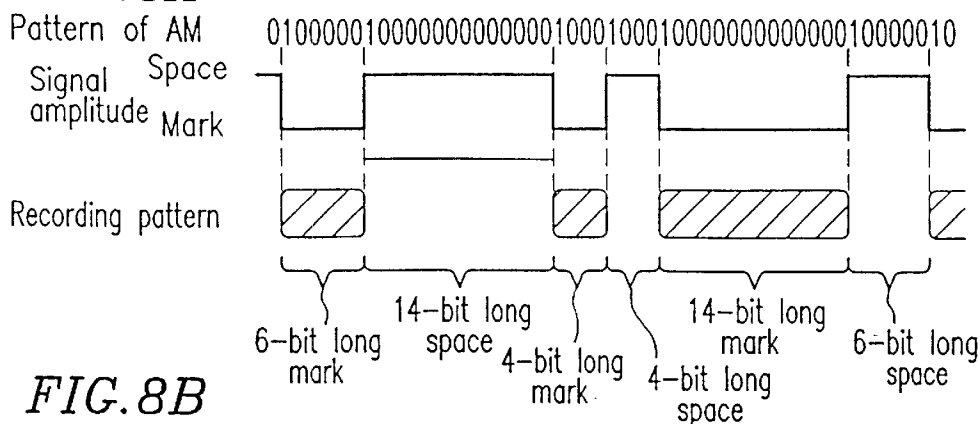 Pattern of AM 010000010000000000000100010001000000000000010000010
Signal amplitude
Space
Mark
Recording pattern
6-bit long mark
14-bit long space
4-bit long mark
4-bit long space
14-bit long mark
6-bit long space
FIG.8B